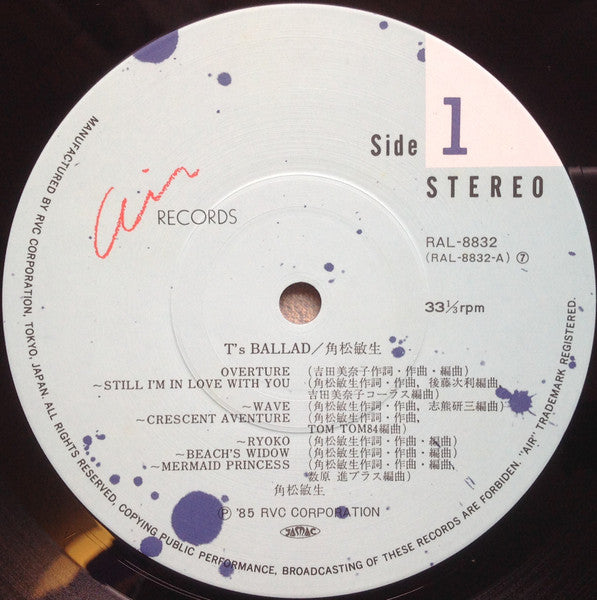 Side 1
STEREO
Air RECORDS
RAL-8832
(RAL-8832-A) ⑦
33 1/3 rpm
T's BALLAD／角松敏生
OVERTURE (吉田美奈子作詞・作曲・編曲)
~STILL I'M IN LOVE WITH YOU (角松敏生作詞・作曲, 後藤次利編曲,
吉田美奈子コーラス編曲)
~WAVE (角松敏生作詞・作曲, 志熊研三編曲)
~CRESCENT AVENTURE (角松敏生作詞・作曲,
TOM TOM84編曲)
~RYOKO (角松敏生作詞・作曲・編曲)
~BEACH'S WIDOW (角松敏生作詞・作曲・編曲)
~MERMAID PRINCESS (角松敏生作詞・作曲・編曲,
数原 進ブラス編曲)
角松敏生
Ⓟ '85 RVC CORPORATION
JASRAC
MANUFACTURED BY RVC CORPORATION, TOKYO, JAPAN. ALL RIGHTS RESERVED, COPYING PUBLIC PERFORMANCE, BROADCASTING OF THESE RECORDS ARE FORBIDDEN. "AIR" TRADEMARK REGISTERED.